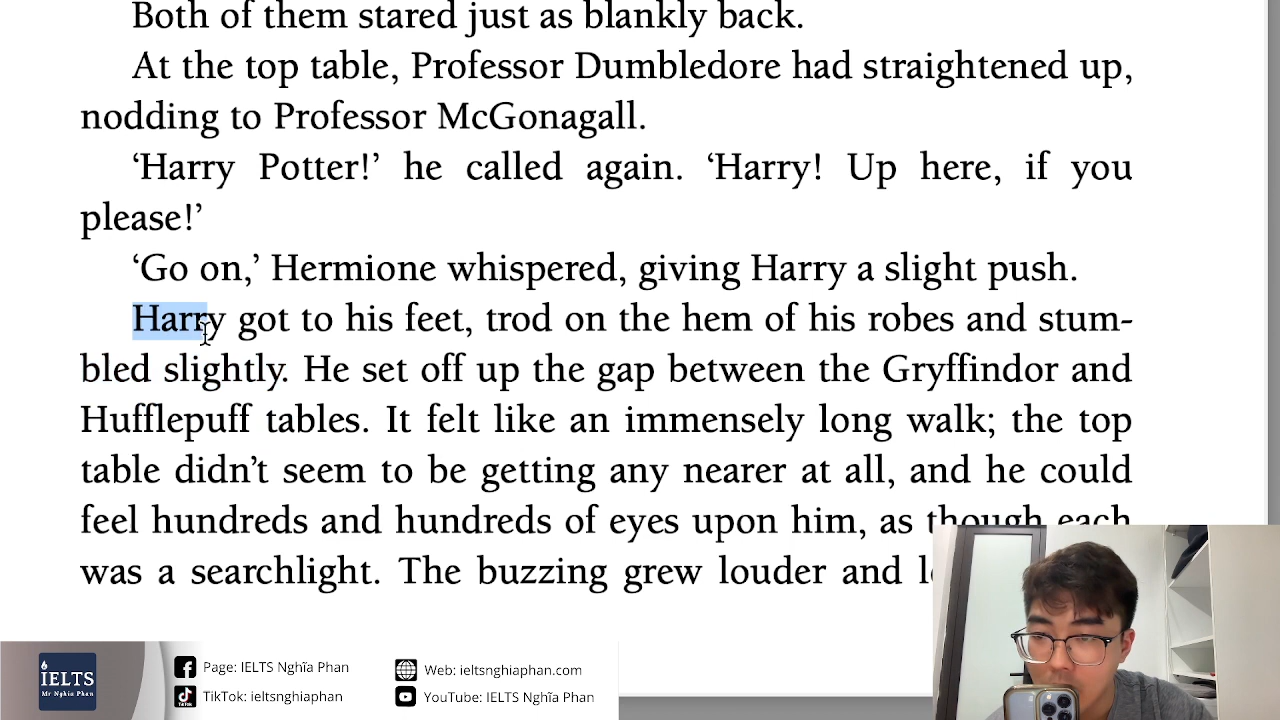 Both of them stared just as blankly back.
At the top table, Professor Dumbledore had straightened up,
nodding to Professor McGonagall.
‘Harry Potter!’ he called again. ‘Harry! Up here, if you
please!’
‘Go on,’ Hermione whispered, giving Harry a slight push.
Harry got to his feet, trod on the hem of his robes and stum-
bled slightly. He set off up the gap between the Gryffindor and
Hufflepuff tables. It felt like an immensely long walk; the top
table didn’t seem to be getting any nearer at all, and he could
feel hundreds and hundreds of eyes upon him, as though each
was a searchlight. The buzzing grew louder and
IELTS
Mr Nghĩa Phan
Page: IELTS Nghĩa Phan
TikTok: ieltsnghiaphan
Web: ieltsnghiaphan.com
YouTube: IELTS Nghĩa Phan